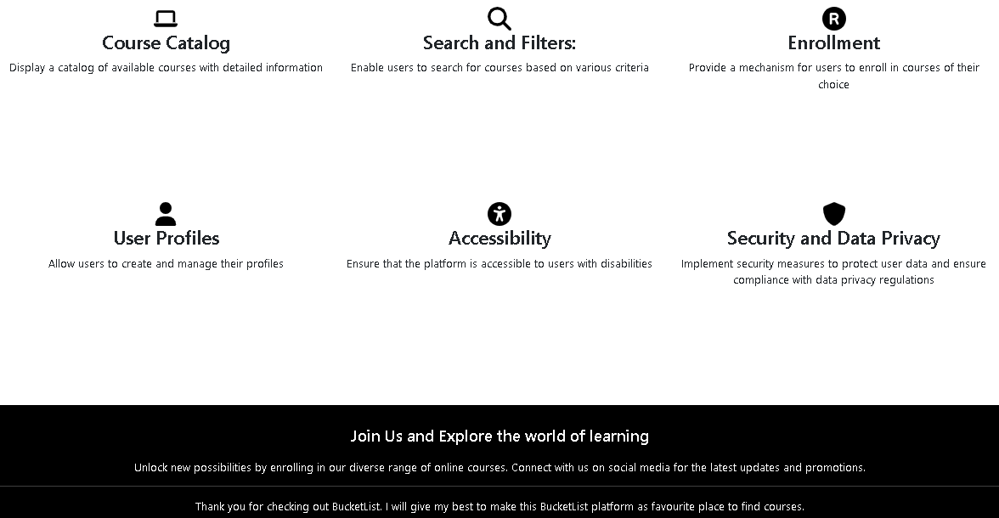 Course Catalog
Display a catalog of available courses with detailed information
Search and Filters:
Enable users to search for courses based on various criteria
R
Enrollment
Provide a mechanism for users to enroll in courses of their
choice
User Profiles
Allow users to create and manage their profiles
Accessibility
Ensure that the platform is accessible to users with disabilities
Security and Data Privacy
Implement security measures to protect user data and ensure
compliance with data privacy regulations
Join Us and Explore the world of learning
Unlock new possibilities by enrolling in our diverse range of online courses. Connect with us on social media for the latest updates and promotions.
Thank you for checking out BucketList. I will give my best to make this BucketList platform as favourite place to find courses.